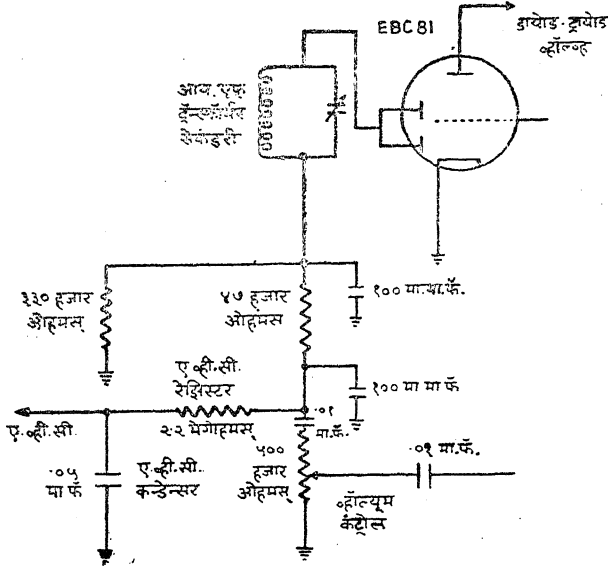 EBC81
डायोड-ट्रायोड
व्हॉल्व्ह
आय.एफ्.
ट्रॅन्स्फॉर्मर
सेकंडरी
३३० हजार
ओहमस्
४७ हजार
ओहमस
१०० मा.मा.फॅ.
ए व्ही.सी.
रेझिस्टर
२.२ मेगोहमस्
१०० मा मा फॅ
.०१
मा.फॅ.
ए.व्ही.सी.
.०५
मा फॅ
ए.व्ही.सी.
कन्डेन्सर
५००
हजार
ओहमस्
.०१ मा.फॅ.
व्हॉल्यूम
कंट्रोल